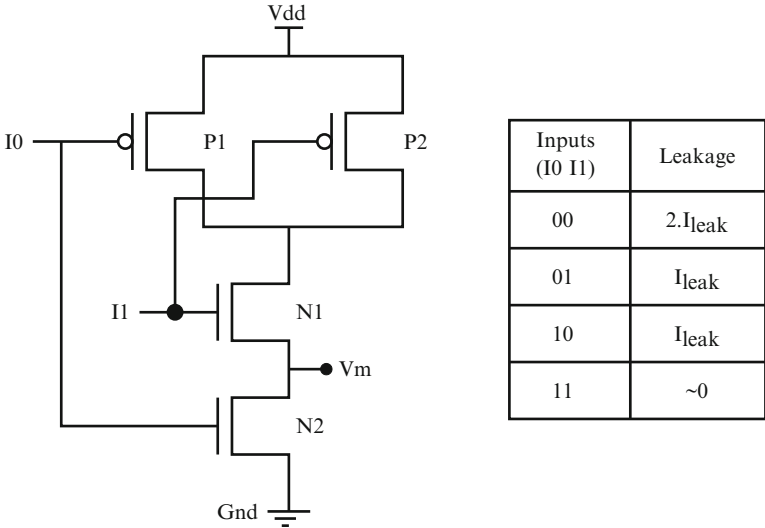 Vdd
I0
P1
P2
I1
N1
Vm
N2
Gnd
Inputs
(I0 I1)
Leakage
00
2.Ileak
01
Ileak
10
Ileak
11
~0